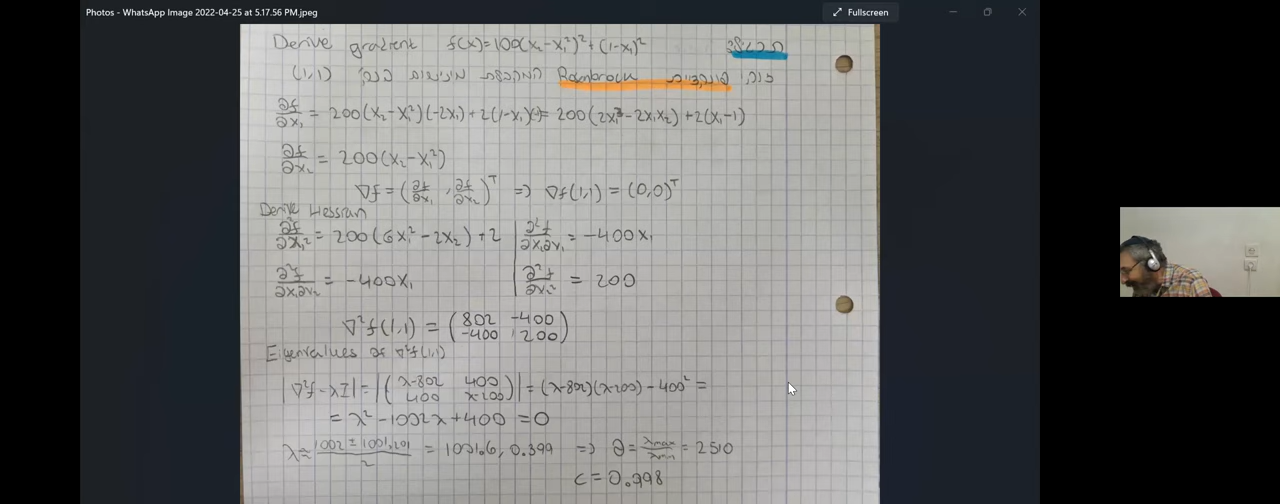 Photos - WhatsApp Image 2022-04-25 at 5.17.56 PM.jpeg
Fullscreen
Derive gradient f(x)=100(x₂-x₁²)²+(1-x₁)²
(1,1) Rosenbrock
∂f/∂x₁ = 200(x₂-x₁²)(-2x₁)+2(1-x₁)(-1)= 200(2x₁³-2x₁x₂)+2(x₁-1)
∂f/∂x₂ = 200(x₂-x₁²)
∇f = (∂f/∂x₁, ∂f/∂x₂)ᵀ => ∇f(1,1) = (0,0)ᵀ
Derive Hessian
∂²f/∂x₁² = 200(6x₁²-2x₂)+2 | ∂²f/∂x₂∂x₁ = -400x₁
∂²f/∂x₁∂x₂ = -400x₁ | ∂²f/∂x₂² = 200
∇²f(1,1) = (802 -400
-400 200)
Eigenvalues of ∇²f(1,1)
|∇²f-λI| = |(λ-802 400
400 λ-200)| = (λ-802)(λ-200) - 400² =
= λ²-1002λ+400 = 0
λ = (1002 ± 1001.201)/2 = 1001.6, 0.399 => ∂ = λmax/λmin = 2510
c = 0.998